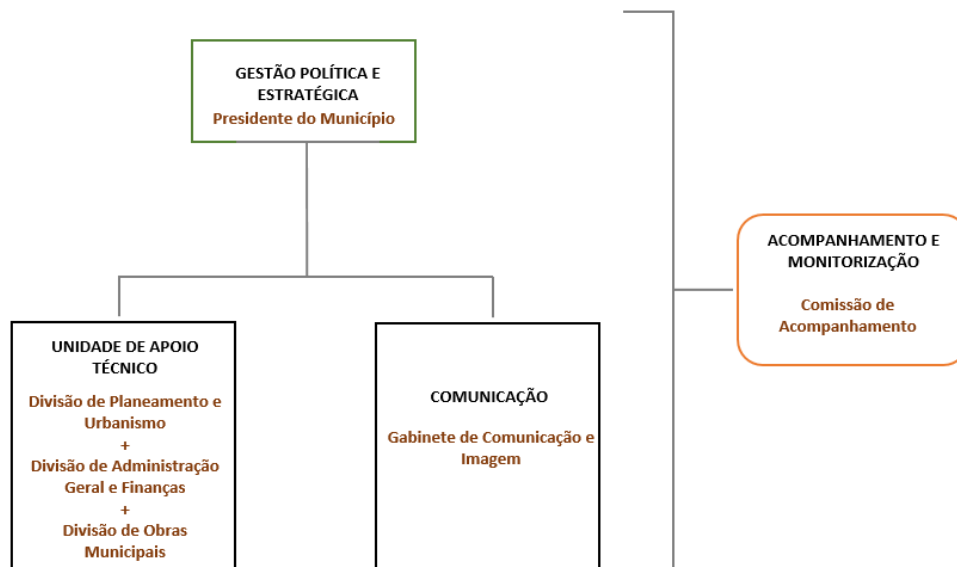 GESTÃO POLÍTICA E
ESTRATÉGICA
Presidente do Município
ACOMPANHAMENTO E
MONITORIZAÇÃO
Comissão de
Acompanhamento
UNIDADE DE APOIO
TÉCNICO
Divisão de Planeamento e
Urbanismo
+
Divisão de Administração
Geral e Finanças
+
Divisão de Obras
Municipais
COMUNICAÇÃO
Gabinete de Comunicação e
Imagem